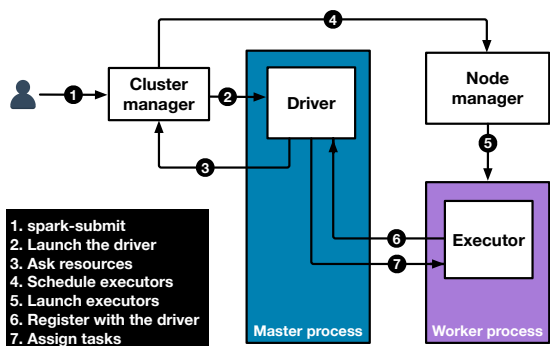 4
1
Cluster
manager
2
Driver
Node
manager
3
5
6
7
Executor
1. spark-submit
2. Launch the driver
3. Ask resources
4. Schedule executors
5. Launch executors
6. Register with the driver
7. Assign tasks
Master process
Worker process